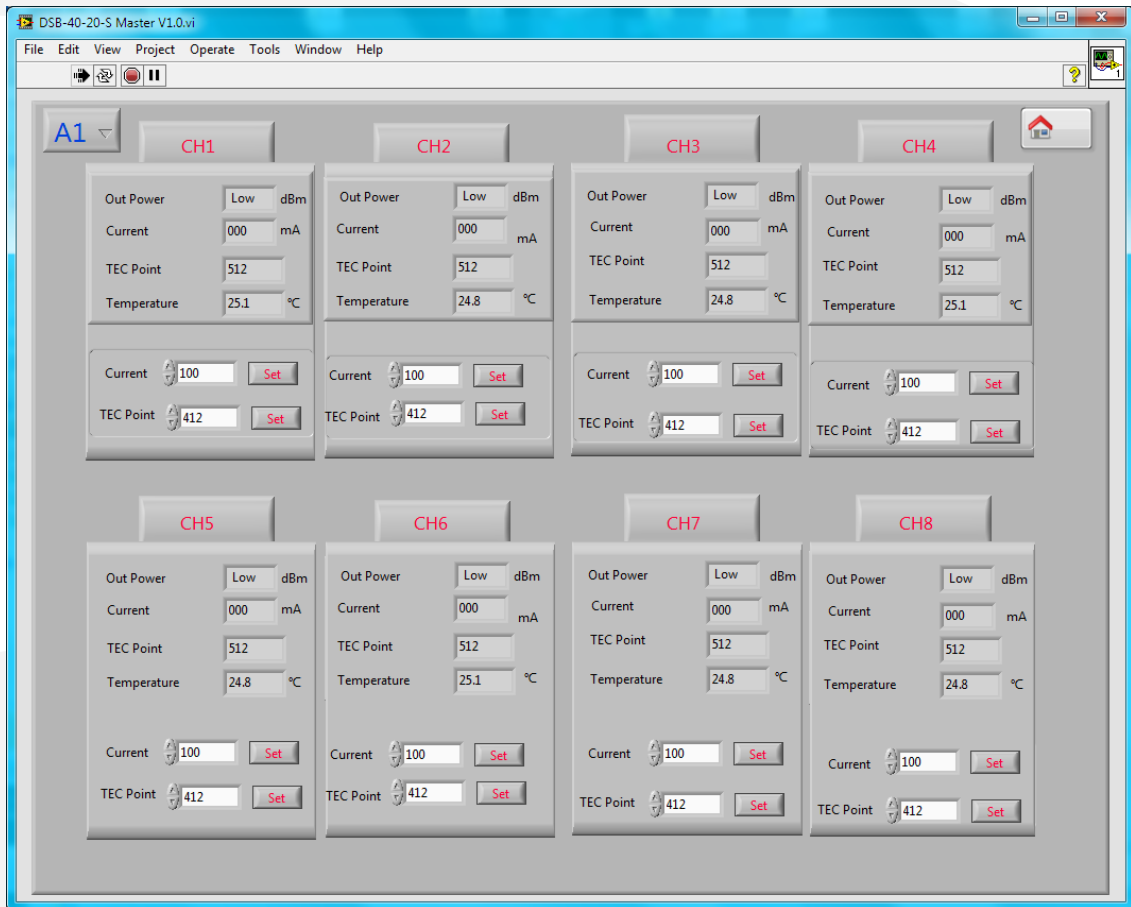 DSB-40-20-S Master V1.0.vi
File Edit View Project Operate Tools Window Help
?
1
A1
CH1
Out Power Low dBm
Current 000 mA
TEC Point 512
Temperature 25.1 ℃
Current 100 Set
TEC Point 412 Set
CH2
Out Power Low dBm
Current 000 mA
TEC Point 512
Temperature 24.8 ℃
Current 100 Set
TEC Point 412 Set
CH3
Out Power Low dBm
Current 000 mA
TEC Point 512
Temperature 24.8 ℃
Current 100 Set
TEC Point 412 Set
CH4
Out Power Low dBm
Current 000 mA
TEC Point 512
Temperature 25.1 ℃
Current 100 Set
TEC Point 412 Set
CH5
Out Power Low dBm
Current 000 mA
TEC Point 512
Temperature 24.8 ℃
Current 100 Set
TEC Point 412 Set
CH6
Out Power Low dBm
Current 000 mA
TEC Point 512
Temperature 25.1 ℃
Current 100 Set
TEC Point 412 Set
CH7
Out Power Low dBm
Current 000 mA
TEC Point 512
Temperature 24.8 ℃
Current 100 Set
TEC Point 412 Set
CH8
Out Power Low dBm
Current 000 mA
TEC Point 512
Temperature 24.8 ℃
Current 100 Set
TEC Point 412 Set